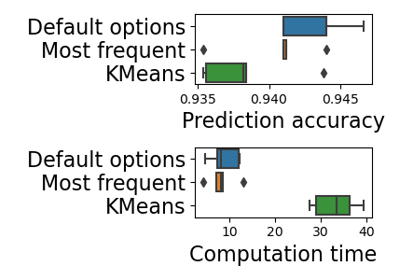 Default options
Most frequent
KMeans
0.935 0.940 0.945
Prediction accuracy
Default options
Most frequent
KMeans
10 20 30 40
Computation time